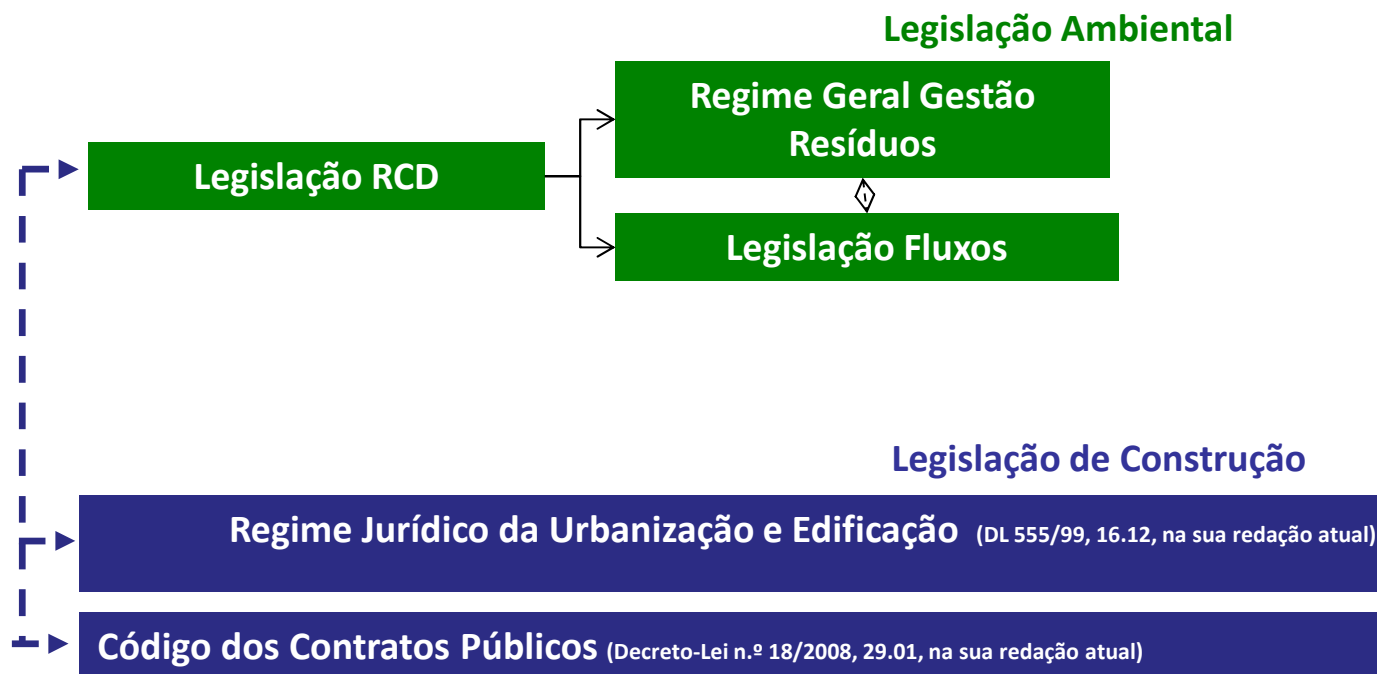 Legislação Ambiental
Regime Geral Gestão
Resíduos
Legislação RCD
Legislação Fluxos
Legislação de Construção
Regime Jurídico da Urbanização e Edificação (DL 555/99, 16.12, na sua redação atual)
Código dos Contratos Públicos (Decreto-Lei n.º 18/2008, 29.01, na sua redação atual)